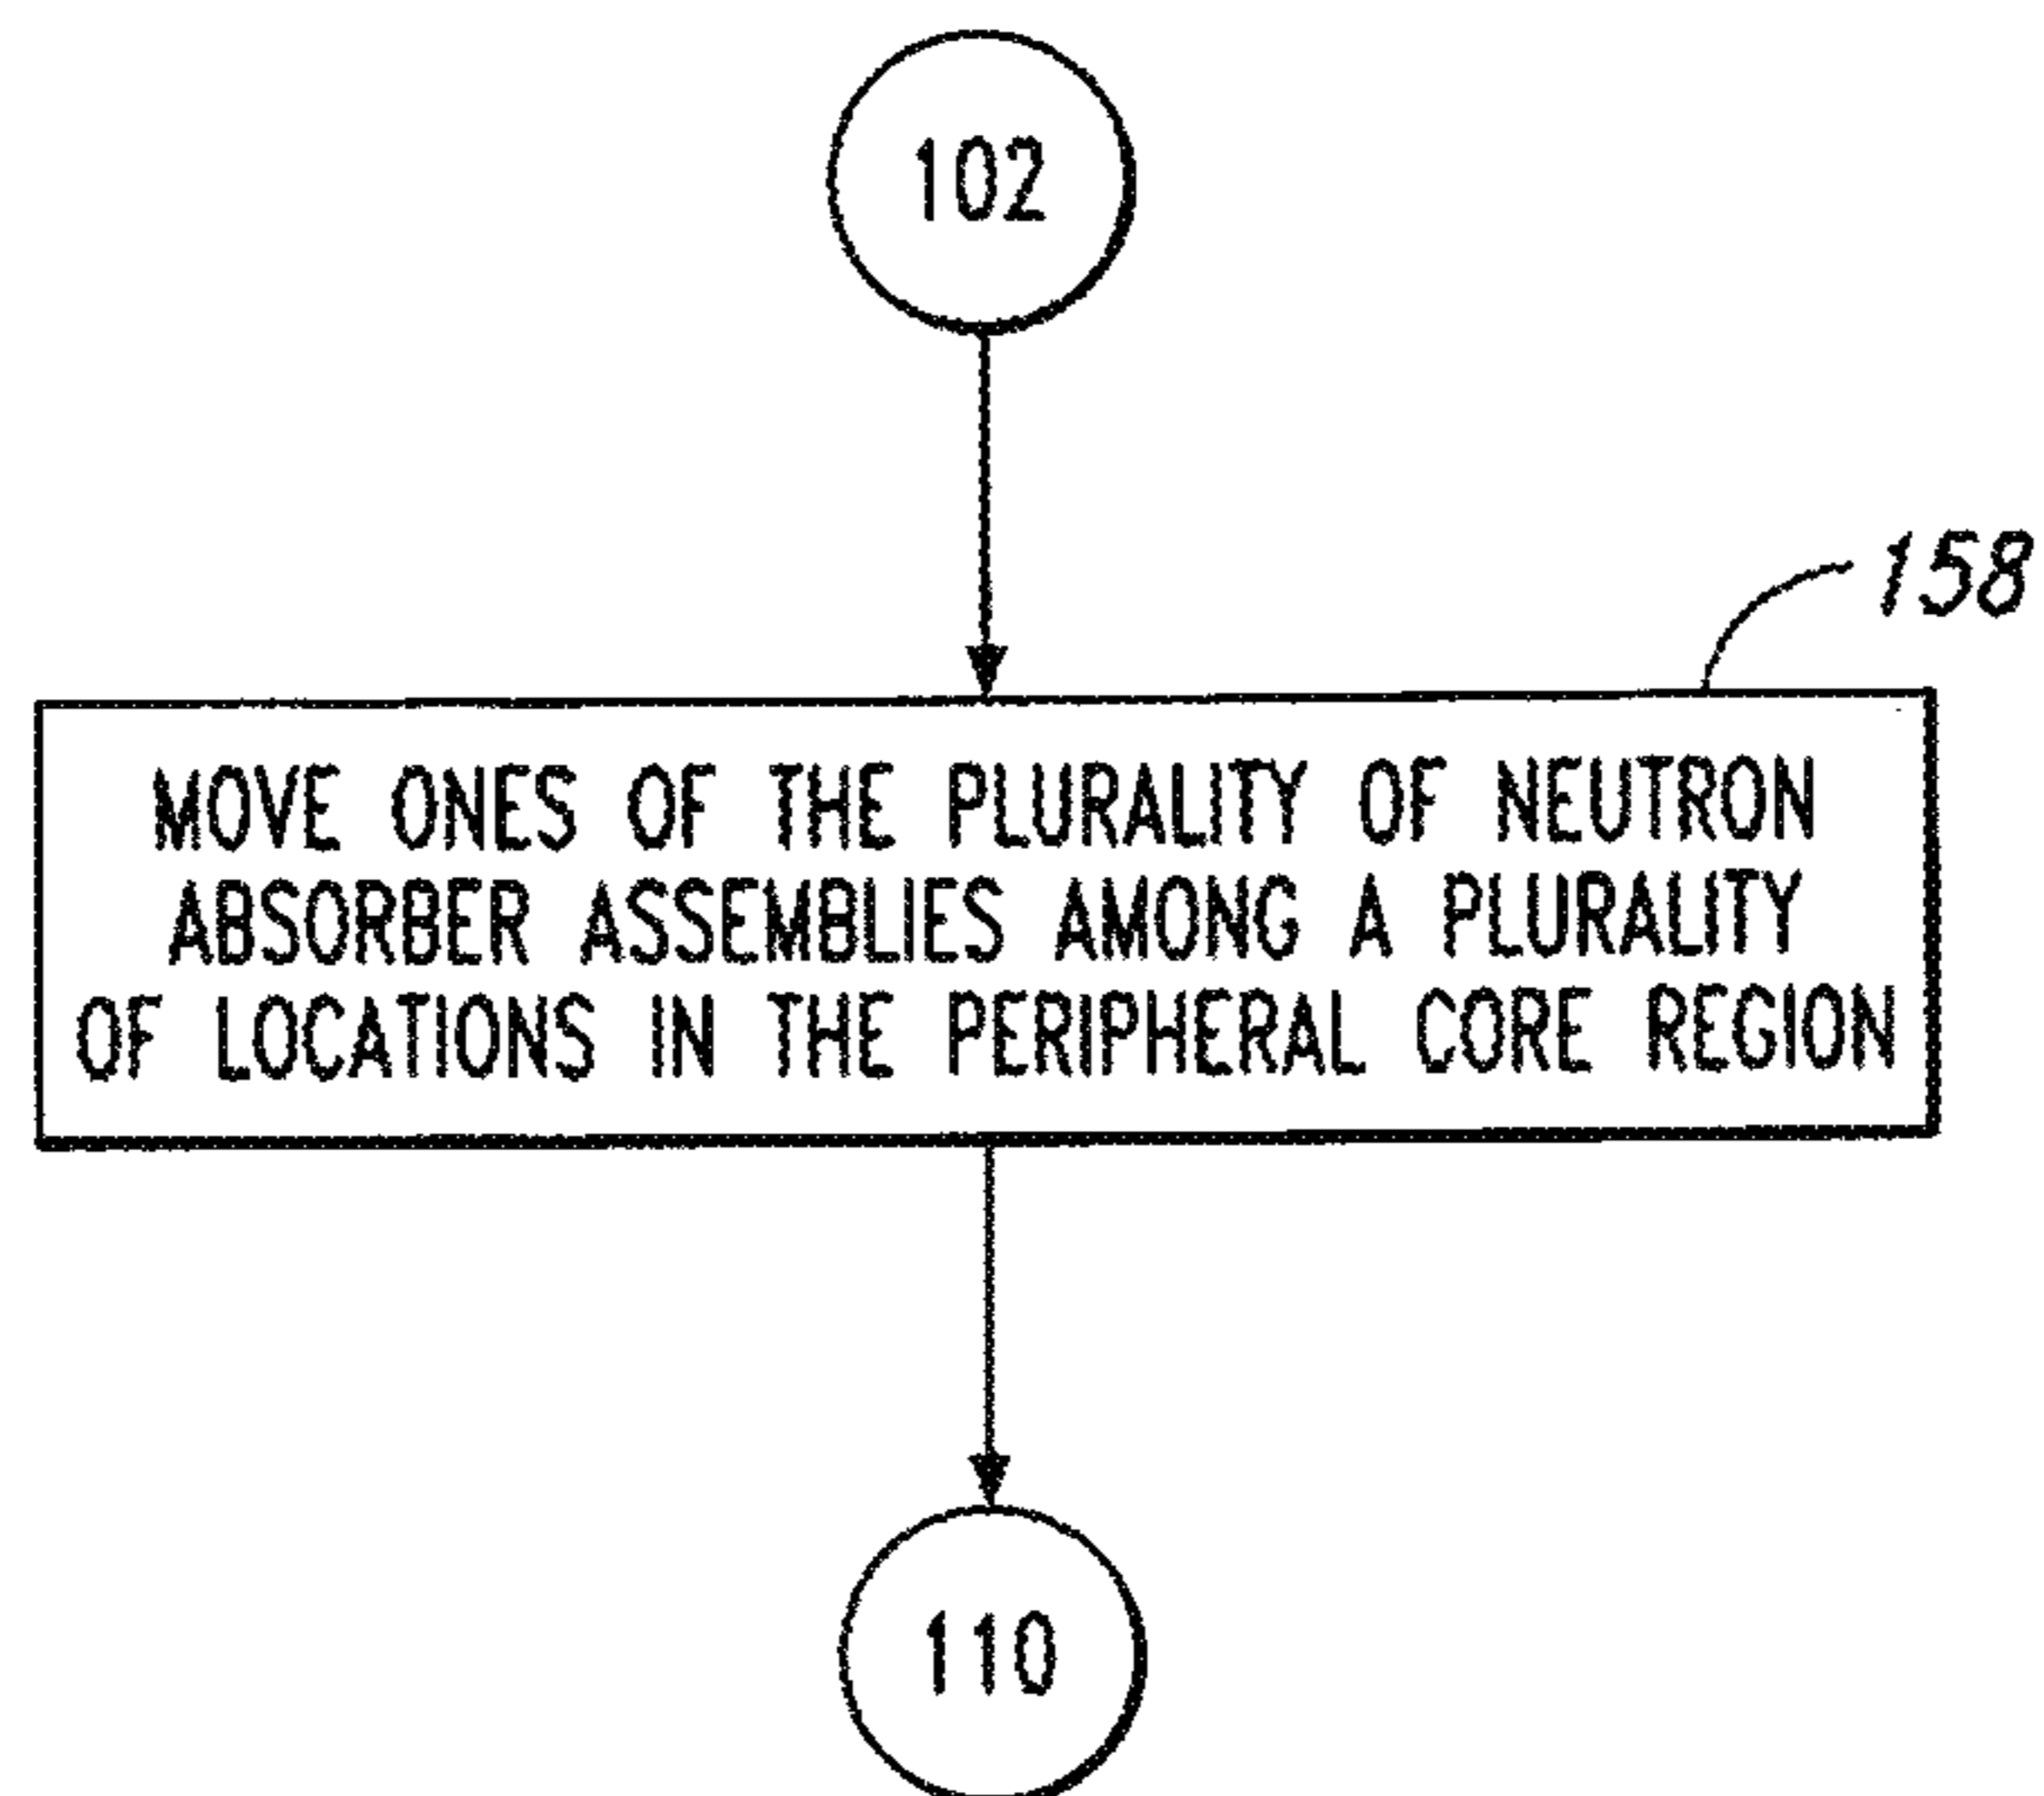 102
158
MOVE ONES OF THE PLURALITY OF NEUTRON
ABSORBER ASSEMBLIES AMONG A PLURALITY
OF LOCATIONS IN THE PERIPHERAL CORE REGION
110